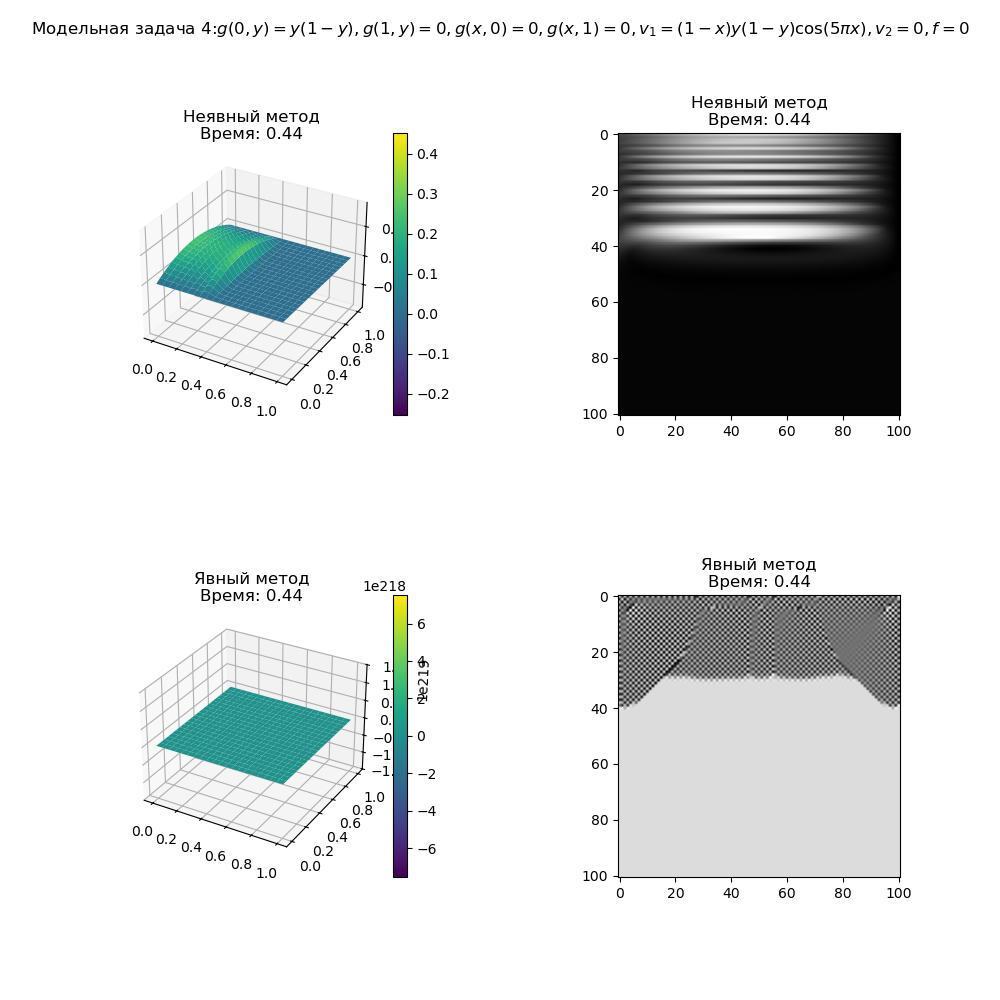 Модельная задача 4:g(0, y) = y(1 − y), g(1, y) = 0, g(x, 0) = 0, g(x, 1) = 0, v₁ = (1 − x)y(1 − y)cos(5πx), v₂ = 0, f = 0
Неявный метод
Время: 0.44
0.4
0.3
0.2
0.1
0.0
−0.1
−0.2
0.0 0.2 0.4 0.6 0.8 1.0
0.0 0.2 0.4 0.6 0.8 1.0
Неявный метод
Время: 0.44
0
20
40
60
80
100
0 20 40 60 80 100
Явный метод
Время: 0.44
1e218
6
4
2
0
−2
−4
−6
1e219
0.0 0.2 0.4 0.6 0.8 1.0
0.0 0.2 0.4 0.6 0.8 1.0
Явный метод
Время: 0.44
0
20
40
60
80
100
0 20 40 60 80 100